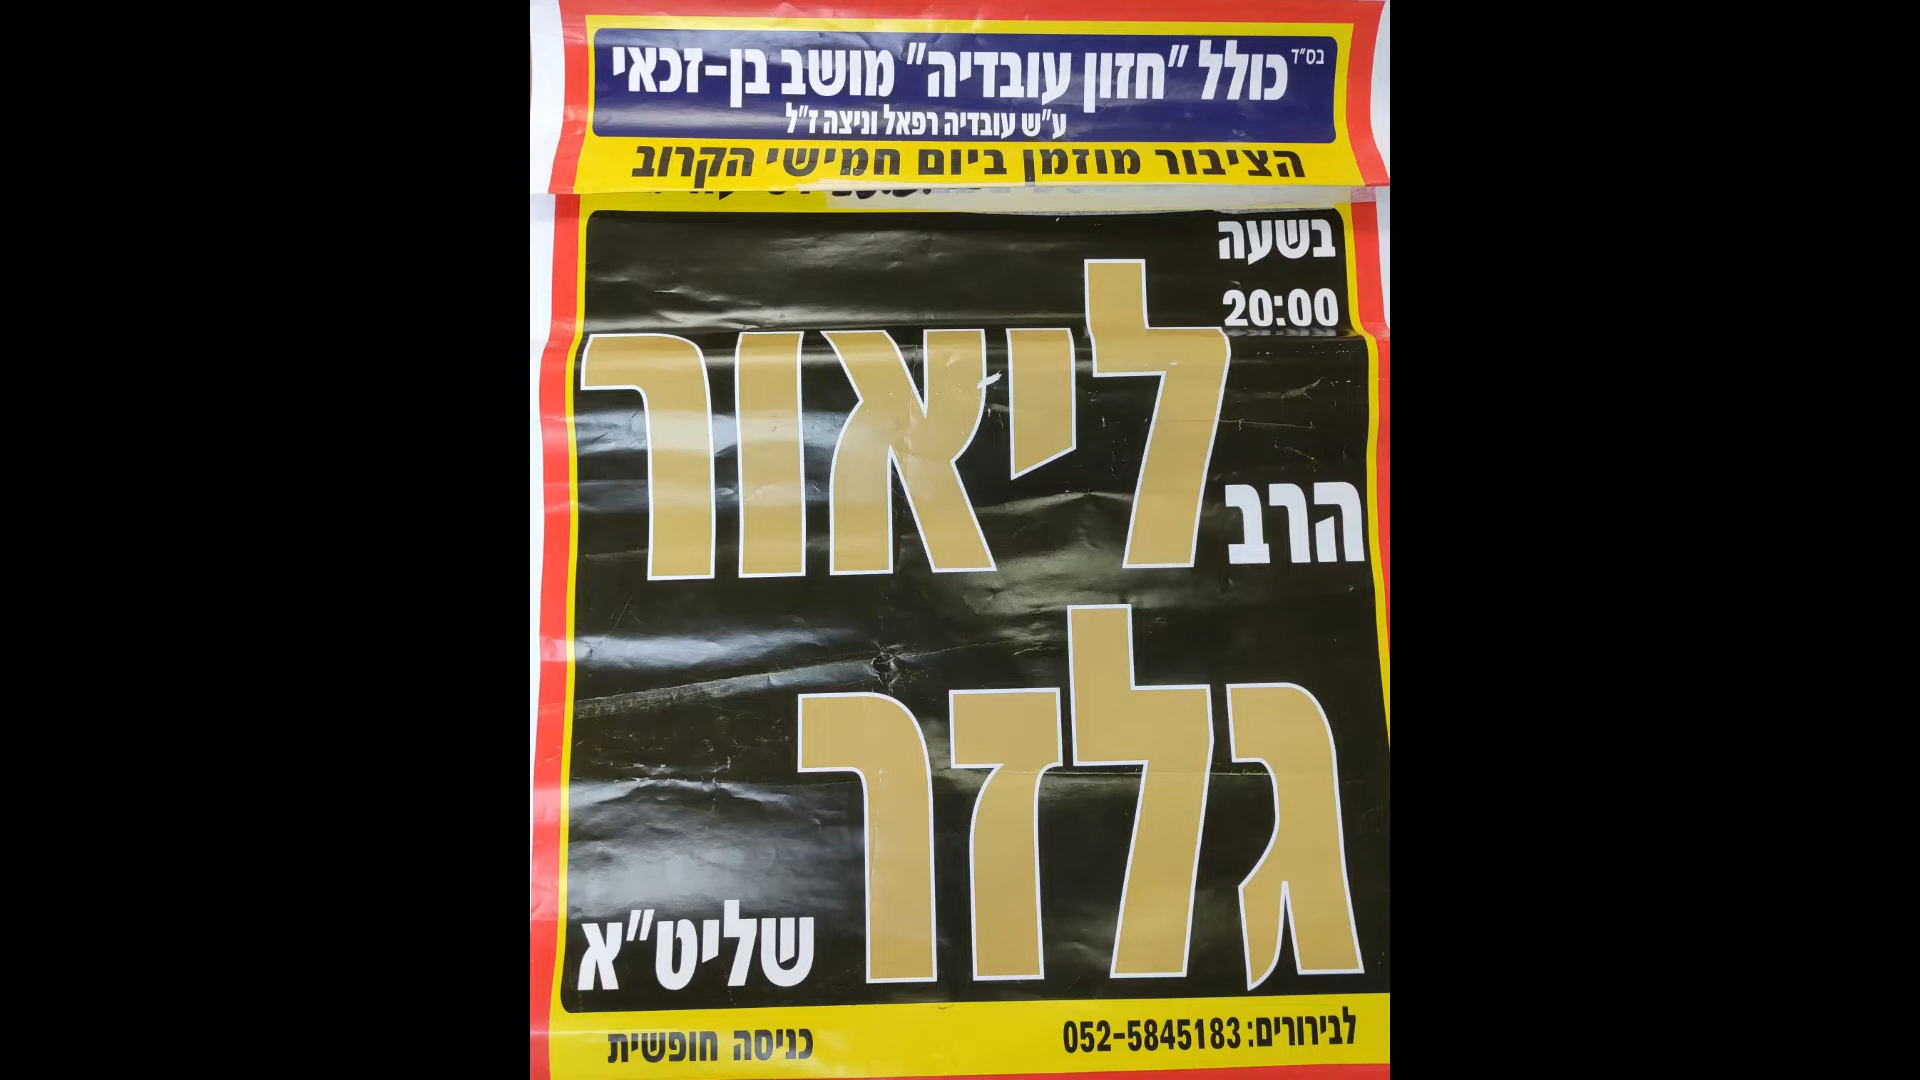 בס"ד
כולל "חזון עובדיה" מושב בן-זכאי
ע"ש עובדיה רפאל וניצה ז"ל
הציבור מוזמן ביום חמישי הקרוב
בשעה
20:00
הרב ליאור
גלזר שליט"א
לבירורים: 052-5845183 כניסה חופשית